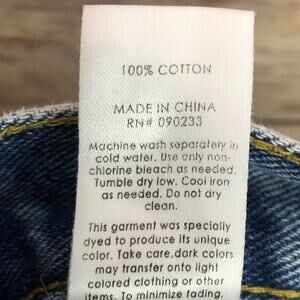 100% COTTON
MADE IN CHINA
RN# 090233
Machine wash separately in
cold water. Use only non-
chlorine bleach as needed.
Tumble dry low. Cool iron
as needed. Do not dry
clean.
This garment was specially
dyed to produce its unique
color. Take care, dark colors
may transfer onto light
colored clothing or other
items. To minimize fading,